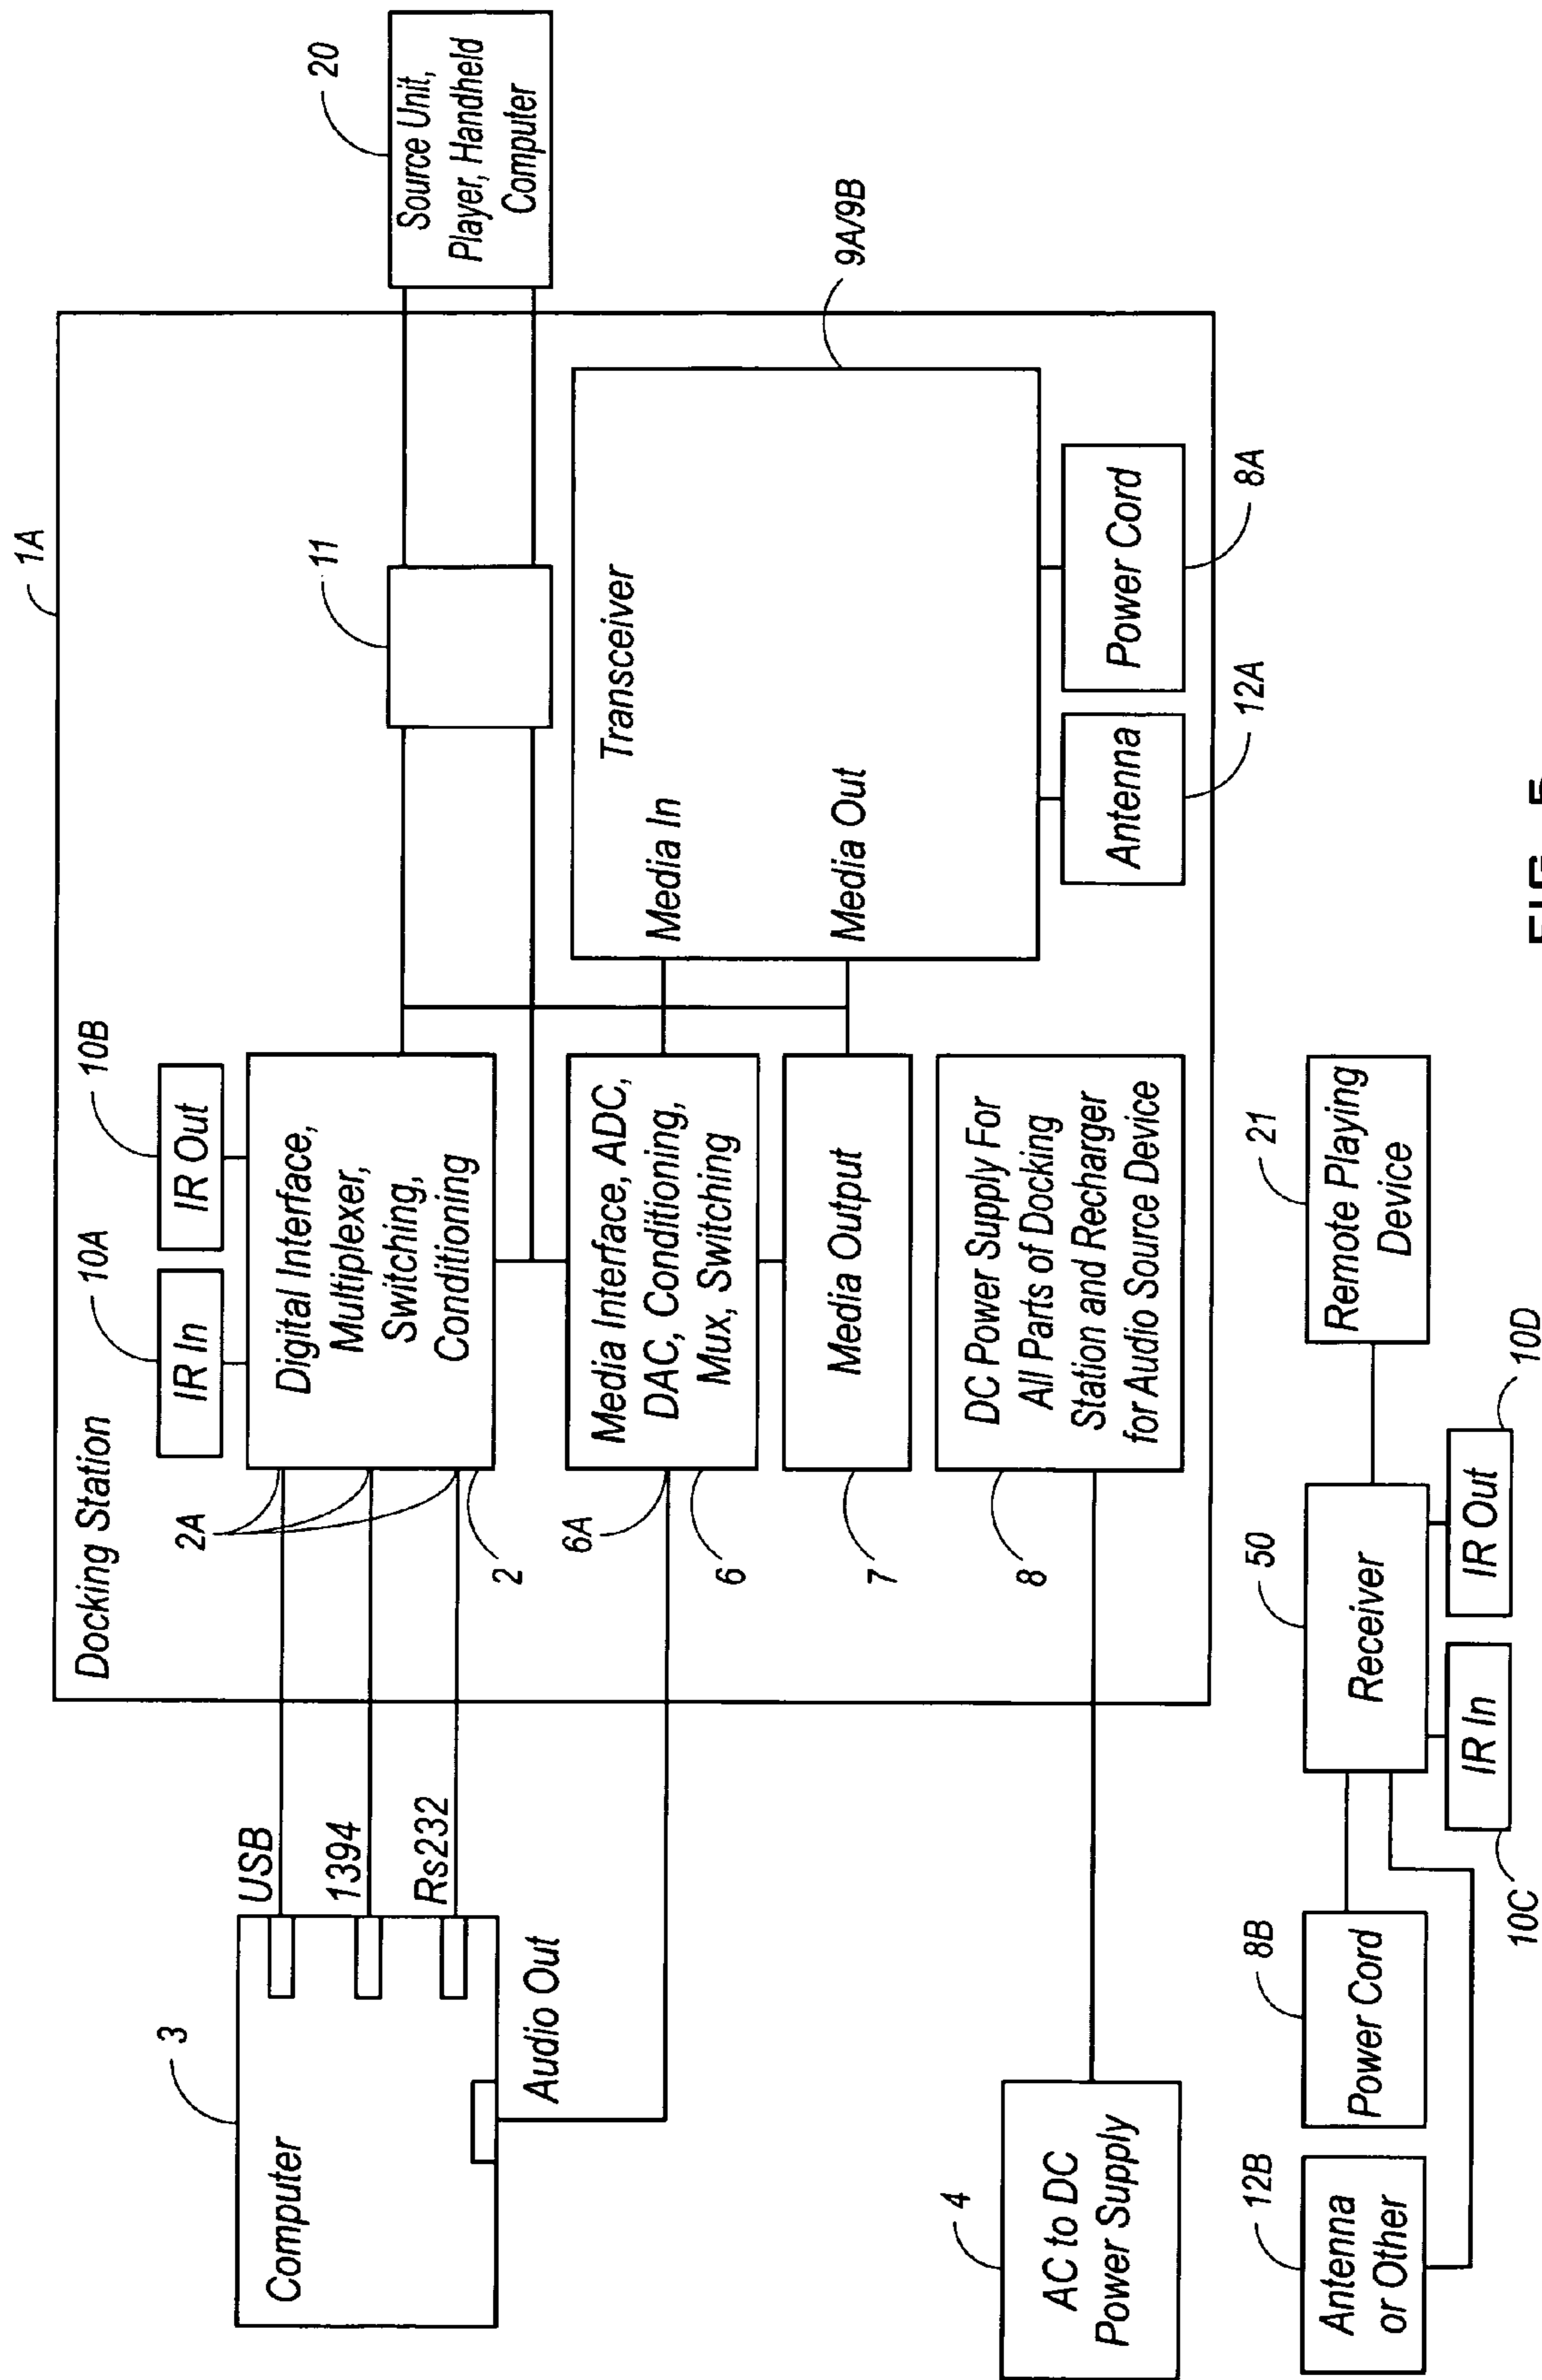 1A
Docking Station
10A
10B
IR In
IR Out
20
Source Unit,
Player, Handheld
Computer
11
3
Computer
USB
1394
Rs232
Audio Out
2A
2
Digital Interface,
Multiplexer,
Switching,
Conditioning
6A
6
Media Interface, ADC,
DAC, Conditioning,
Mux, Switching
7
Media Output
Transceiver
Media In
Media Out
9A/9B
Antenna
12A
Power Cord
8A
4
AC to DC
Power Supply
8
DC Power Supply For
All Parts of Docking
Station and Recharger
for Audio Source Device
12B
Antenna
or Other
8B
Power Cord
50
Receiver
21
Remote Playing
Device
10C
IR In
IR Out
10D